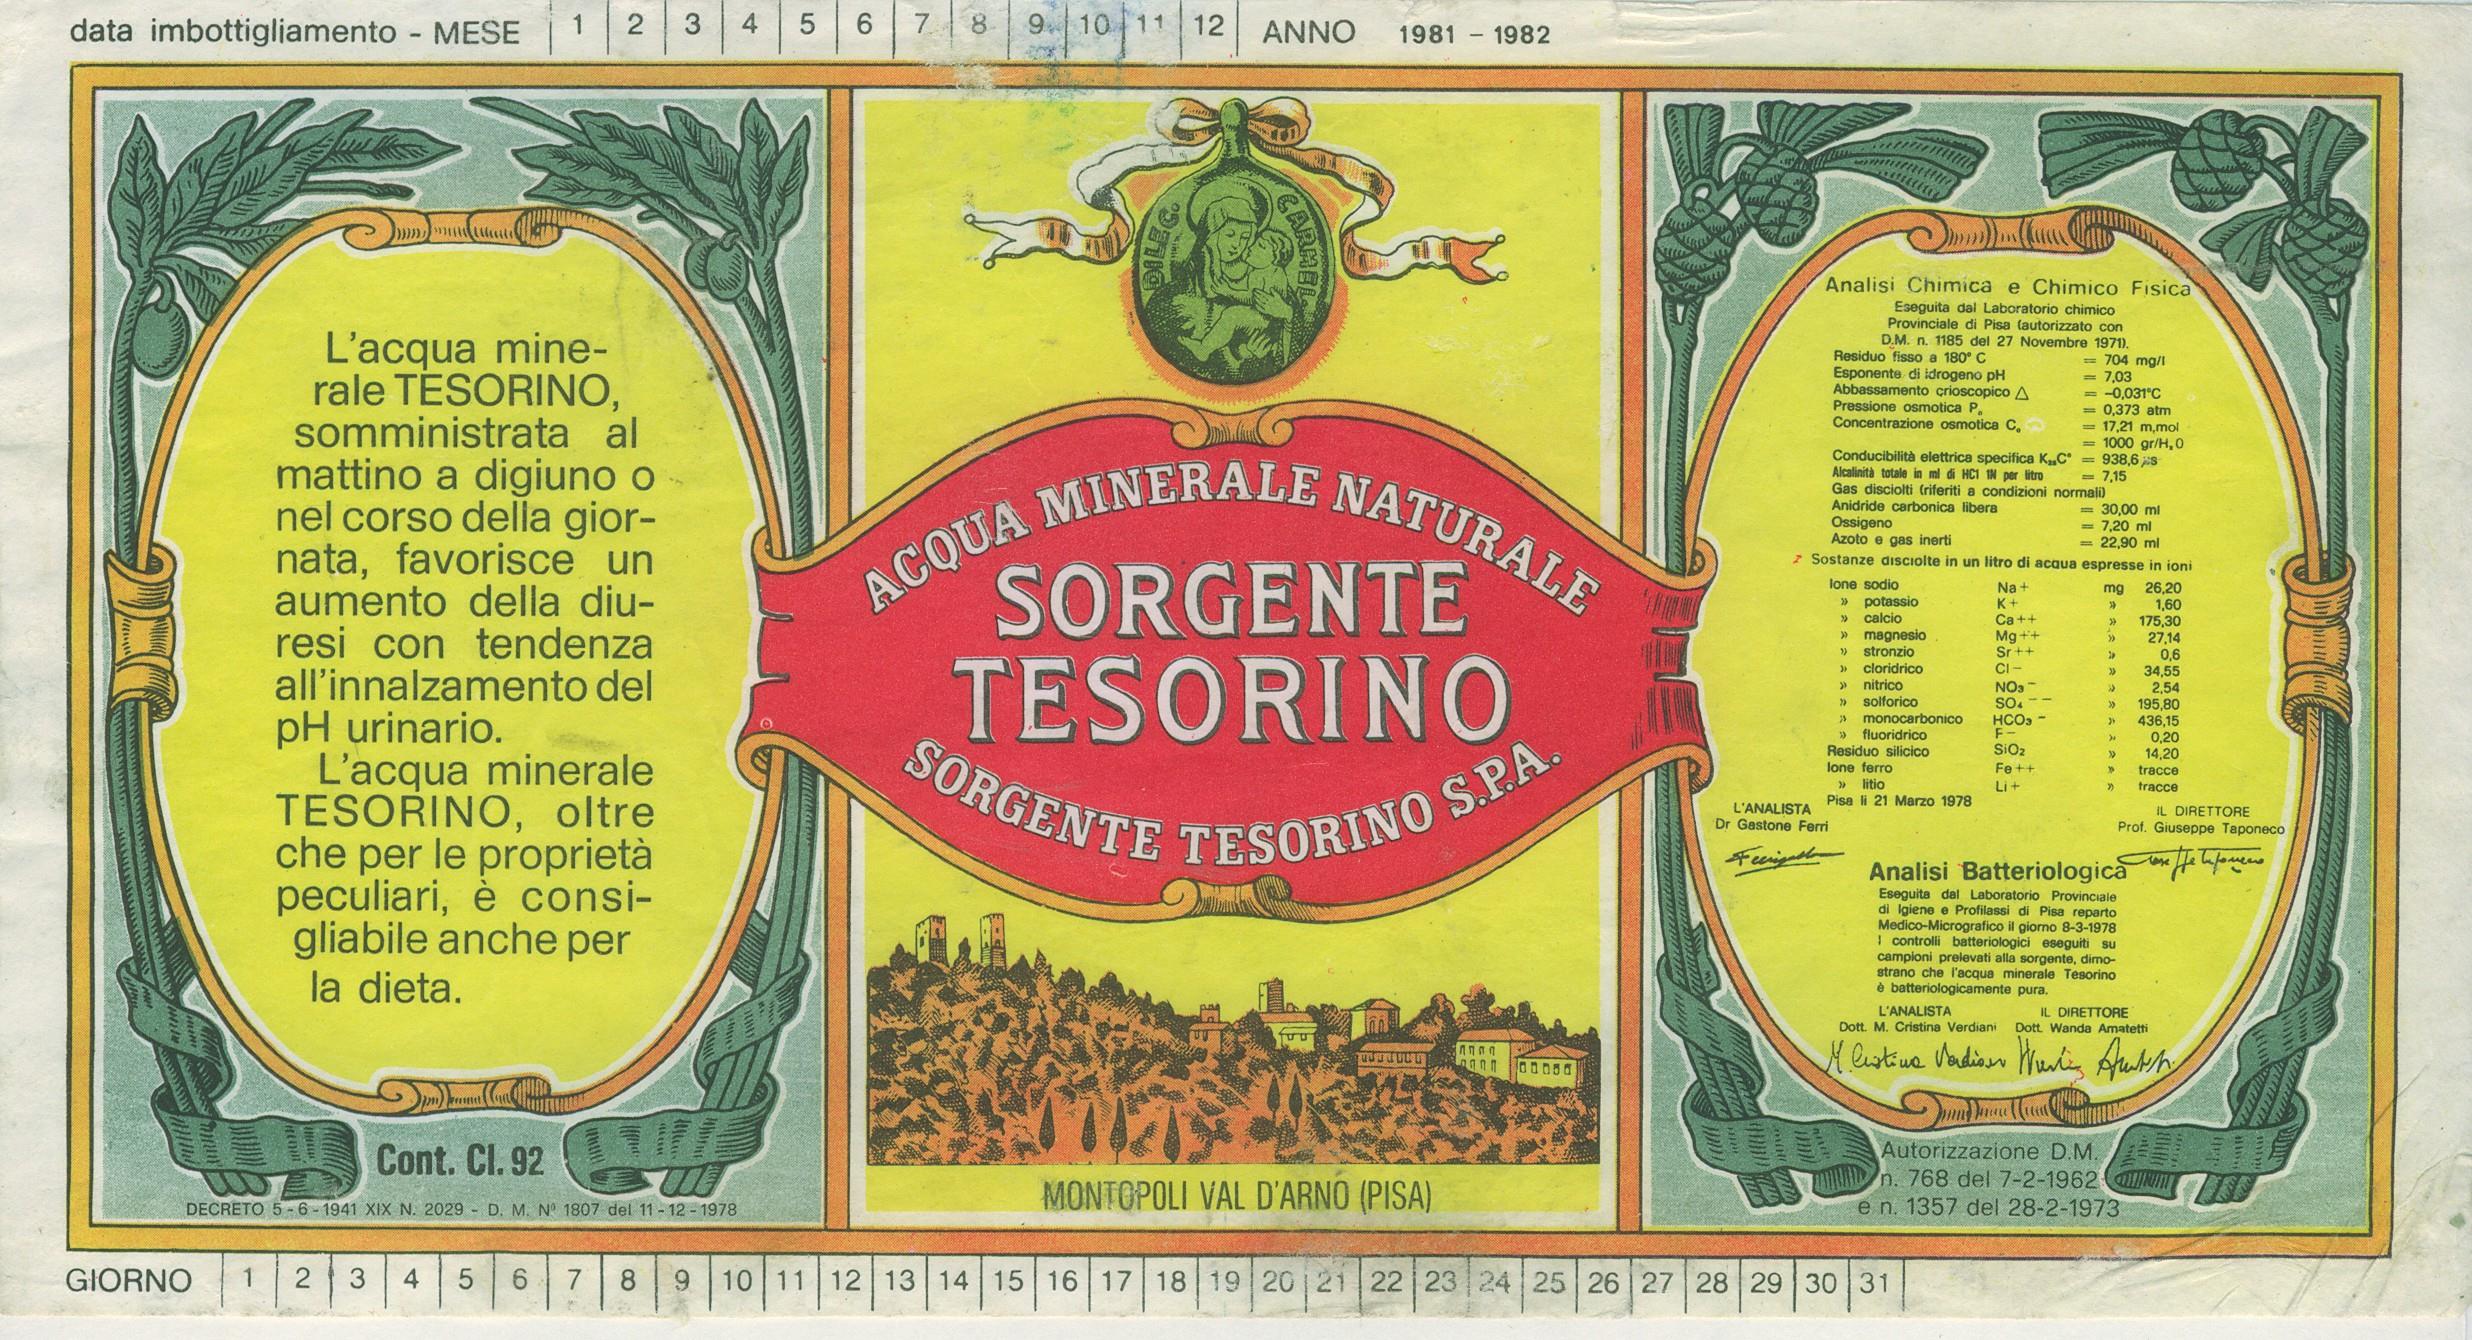 data imbottigliamento - MESE 1 2 3 4 5 6 7 8 9 10 11 12 ANNO 1981 - 1982
L'acqua mine-
rale TESORINO,
somministrata al
mattino a digiuno o
nel corso della gior-
nata, favorisce un
aumento della diu-
resi con tendenza
all'innalzamento del
pH urinario.
L'acqua minerale
TESORINO, oltre
che per le proprietà
peculiari, è consi-
gliabile anche per
la dieta.
Cont. Cl. 92
DECRETO 5-6-1941 XIX N. 2029 - D. M. Nº 1807 del 11-12-1978
DILEC. CARMELI
ACQUA MINERALE NATURALE
SORGENTE
TESORINO
SORGENTE TESORINO S.P.A.
MONTOPOLI VAL D'ARNO (PISA)
Analisi Chimica e Chimico Fisica
Eseguita dal Laboratorio chimico
Provinciale di Pisa (autorizzato con
D.M. n. 1185 del 27 Novembre 1971).
Residuo fisso a 180° C = 704 mg/l
Esponente di idrogeno pH = 7,03
Abbassamento crioscopico △ = -0,031°C
Pressione osmotica P₀ = 0,373 atm
Concentrazione osmotica C₀ = 17,21 m,mol
= 1000 gr/H₂0
Conducibilità elettrica specifica K₂₅C° = 938,6 μs
Alcalinità totale in ml di HCl 1N per litro = 7,15
Gas disciolti (riferiti a condizioni normali)
Anidride carbonica libera = 30,00 ml
Ossigeno = 7,20 ml
Azoto e gas inerti = 22,90 ml
Sostanze disciolte in un litro di acqua espresse in ioni
Ione sodio Na+ mg 26,20
» potassio K+ » 1,60
» calcio Ca++ » 175,30
» magnesio Mg++ » 27,14
» stronzio Sr++ » 0,6
» cloridrico Cl- » 34,55
» nitrico NO₃- » 2,54
» solforico SO₄-- » 195,80
» monocarbonico HCO₃- » 436,15
» fluoridrico F- » 0,20
Residuo silicico SiO₂ » 14,20
Ione ferro Fe++ » tracce
» litio Li+ » tracce
Pisa li 21 Marzo 1978
L'ANALISTA IL DIRETTORE
Dr Gastone Ferri Prof. Giuseppe Taponeco
Analisi Batteriologica
Eseguita dal Laboratorio Provinciale
di Igiene e Profilassi di Pisa reparto
Medico-Micrografico il giorno 8-3-1978
I controlli batteriologici eseguiti su
campioni prelevati alla sorgente, dimo-
strano che l'acqua minerale Tesorino
è batteriologicamente pura.
L'ANALISTA IL DIRETTORE
Dott. M. Cristina Verdiani Dott. Wanda Amatetti
M. Cristina Verdiani
Autorizzazione D.M.
n. 768 del 7-2-1962
e n. 1357 del 28-2-1973
GIORNO 1 2 3 4 5 6 7 8 9 10 11 12 13 14 15 16 17 18 19 20 21 22 23 24 25 26 27 28 29 30 31